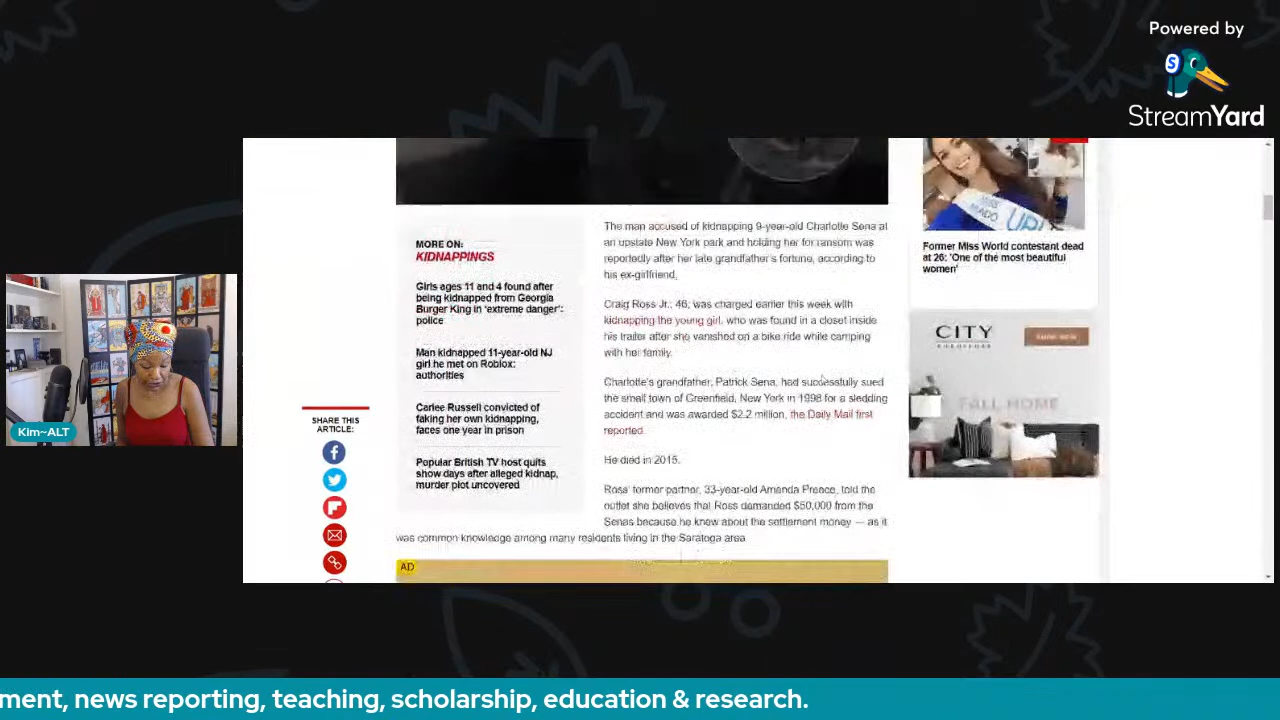 Powered by
StreamYard
MORE ON:
KIDNAPPINGS
Girls ages 11 and 4 found after
being kidnapped from Georgia
Burger King in 'extreme danger':
police
Man kidnapped 11-year-old NJ
girl he met on Roblox:
authorities
Carlee Russell convicted of
faking her own kidnapping,
faces one year in prison
Popular British TV host quits
show days after alleged kidnap,
murder plot uncovered
SHARE THIS
ARTICLE:
The man accused of kidnapping 9-year-old Charlotte Sena at
an upstate New York park and holding her for ransom was
reportedly after her late grandfather's fortune, according to
his ex-girlfriend.
Craig Ross Jr., 46, was charged earlier this week with
kidnapping the young girl, who was found in a closet inside
his trailer after she vanished on a bike ride while camping
with her family.
Charlotte's grandfather, Patrick Sena, had successfully sued
the small town of Greenfield, New York in 1998 for a sledding
accident and was awarded $2.2 million, the Daily Mail first
reported.
He died in 2015.
Ross' former partner, 33-year-old Amanda Preece, told the
outlet she believes that Ross demanded $50,000 from the
Senas because he knew about the settlement money — as it
was common knowledge among many residents living in the Saratoga area
AD
Former Miss World contestant dead
at 26: 'One of the most beautiful
women'
CITY
FALL HOME
Kim~ALT
ment, news reporting, teaching, scholarship, education & research.